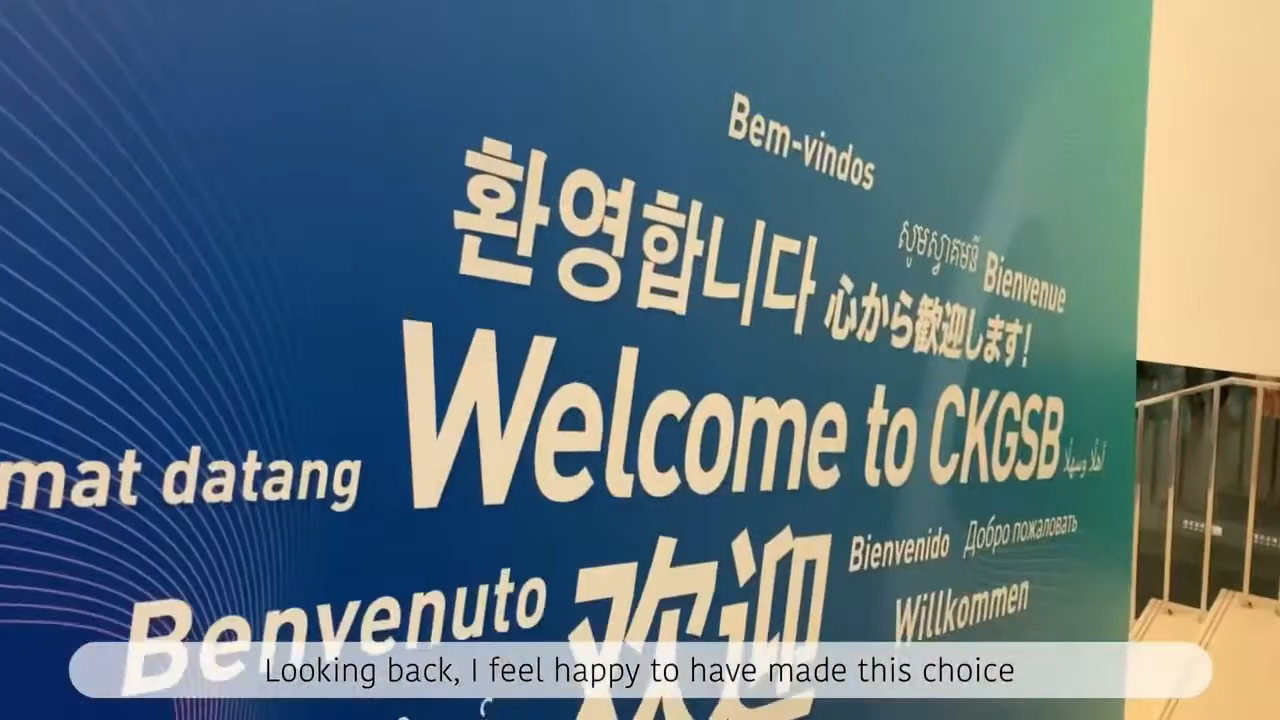 Bem-vindos
환영합니다
សូមស្វាគមន៍
Bienvenue
心から歓迎します!
Welcome to CKGSB
أهلا وسهلا
mat datang
Bienvenido
Добро пожаловать
Benvenuto
欢迎
Willkommen
Looking back, I feel happy to have made this choice